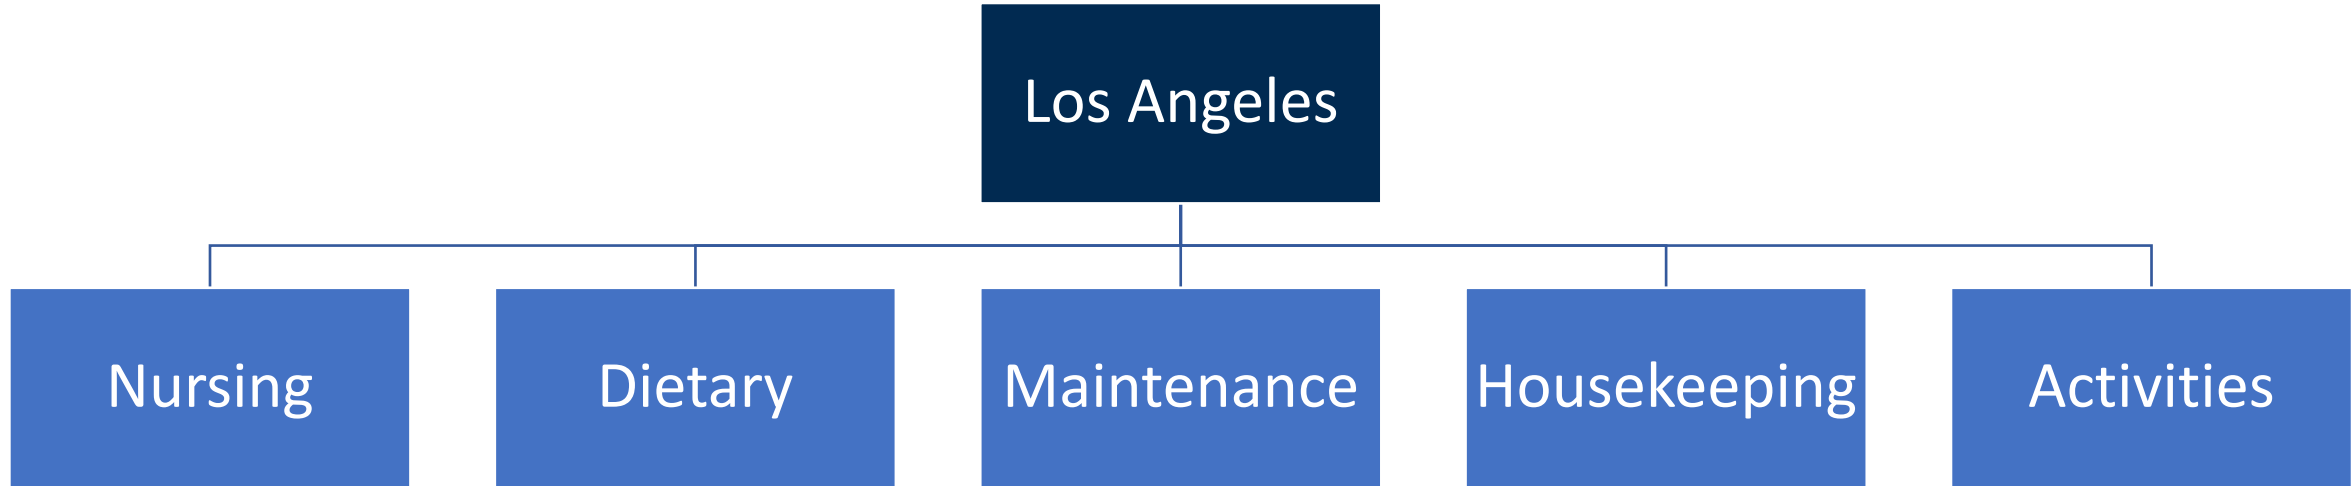 Los Angeles
Nursing
Dietary
Maintenance
Housekeeping
Activities